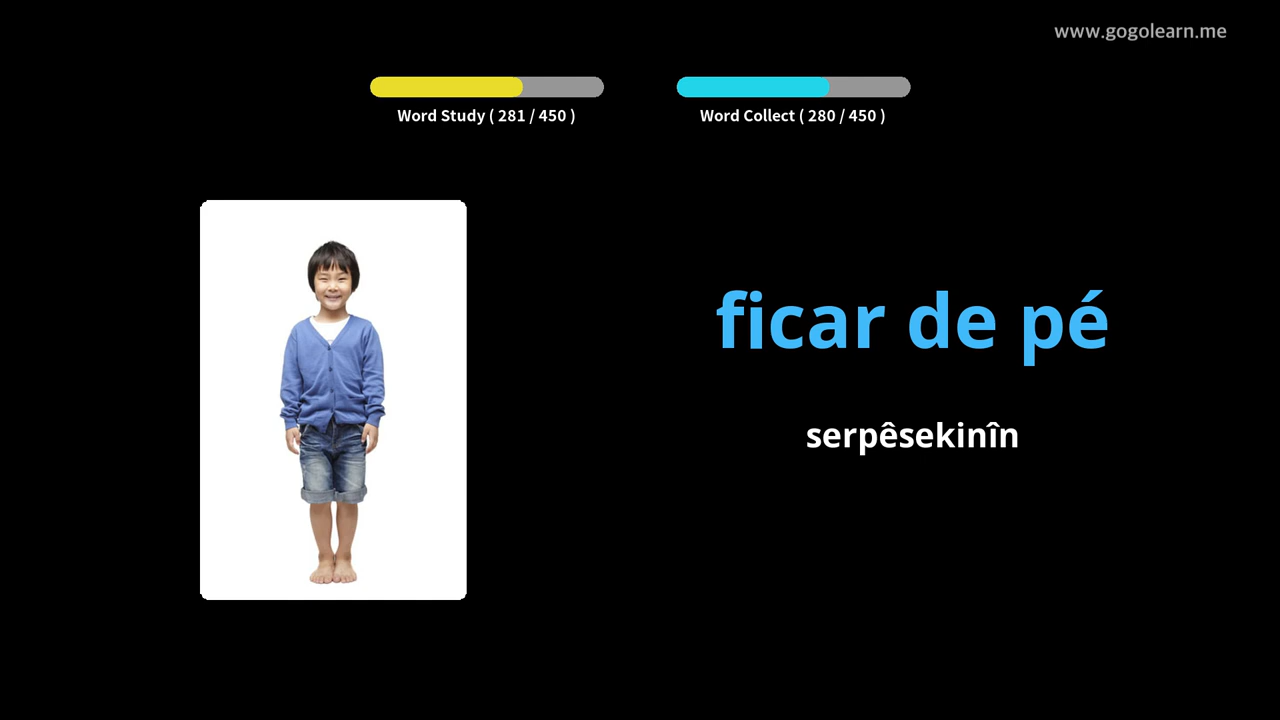 www.gogolearn.me
Word Study ( 281 / 450 )
Word Collect ( 280 / 450 )
ficar de pé
serpêsekinîn